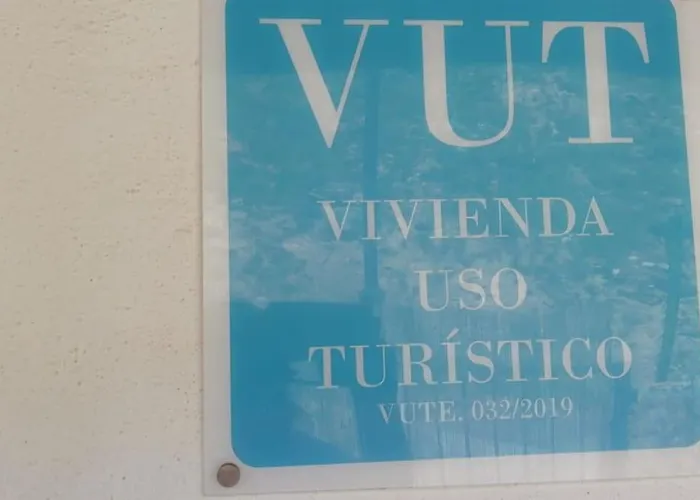 VUT
VIVIENDA
USO
TURÍSTICO
VUTE. 032/2019